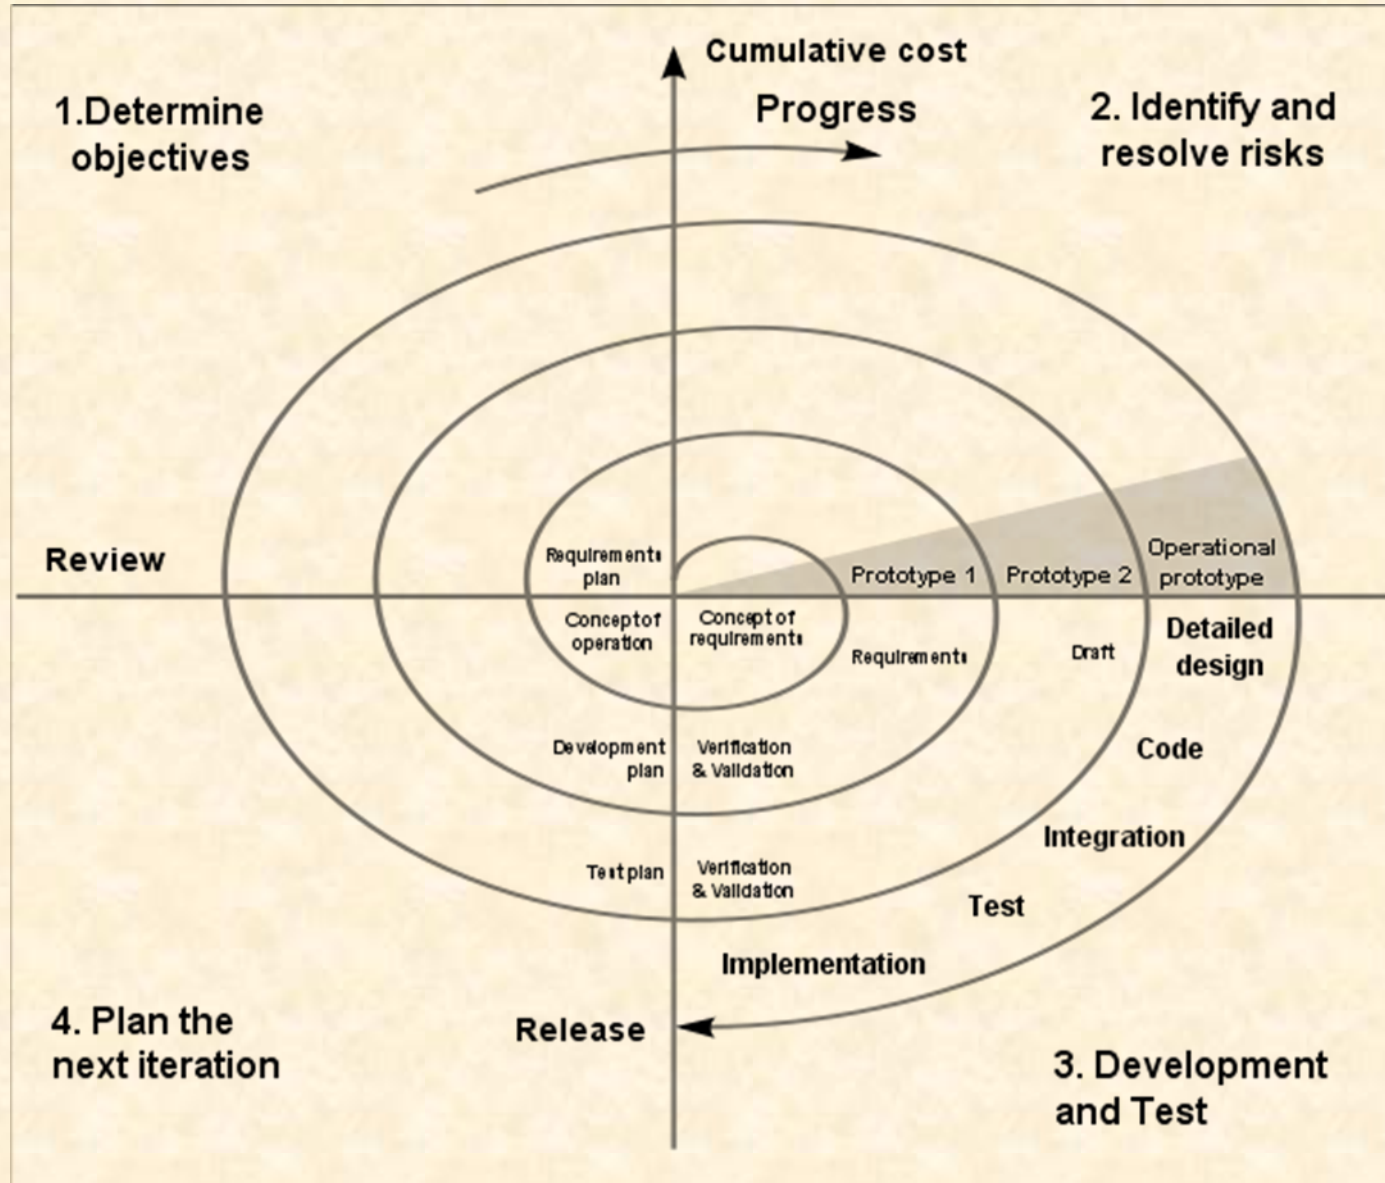 Cumulative cost
Progress
1.Determine
objectives
2. Identify and
resolve risks
Review
Requirements
plan
Prototype 1
Prototype 2
Operational
prototype
Concept of
operation
Concept of
requirements
Requirements
Draft
Detailed
design
Development
plan
Verification
& Validation
Code
Integration
Test plan
Verification
& Validation
Test
Implementation
Release
4. Plan the
next iteration
3. Development
and Test